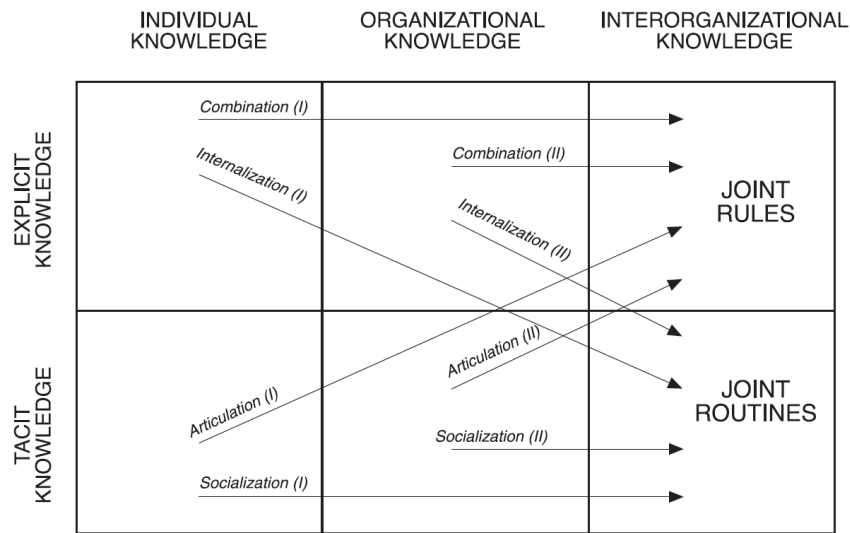 INDIVIDUAL
KNOWLEDGE
ORGANIZATIONAL
KNOWLEDGE
INTERORGANIZATIONAL
KNOWLEDGE
EXPLICIT
KNOWLEDGE
Combination (I)
Internalization (I)
Combination (II)
Internalization (II)
JOINT
RULES
TACIT
KNOWLEDGE
Articulation (I)
Socialization (I)
Articulation (II)
Socialization (II)
JOINT
ROUTINES